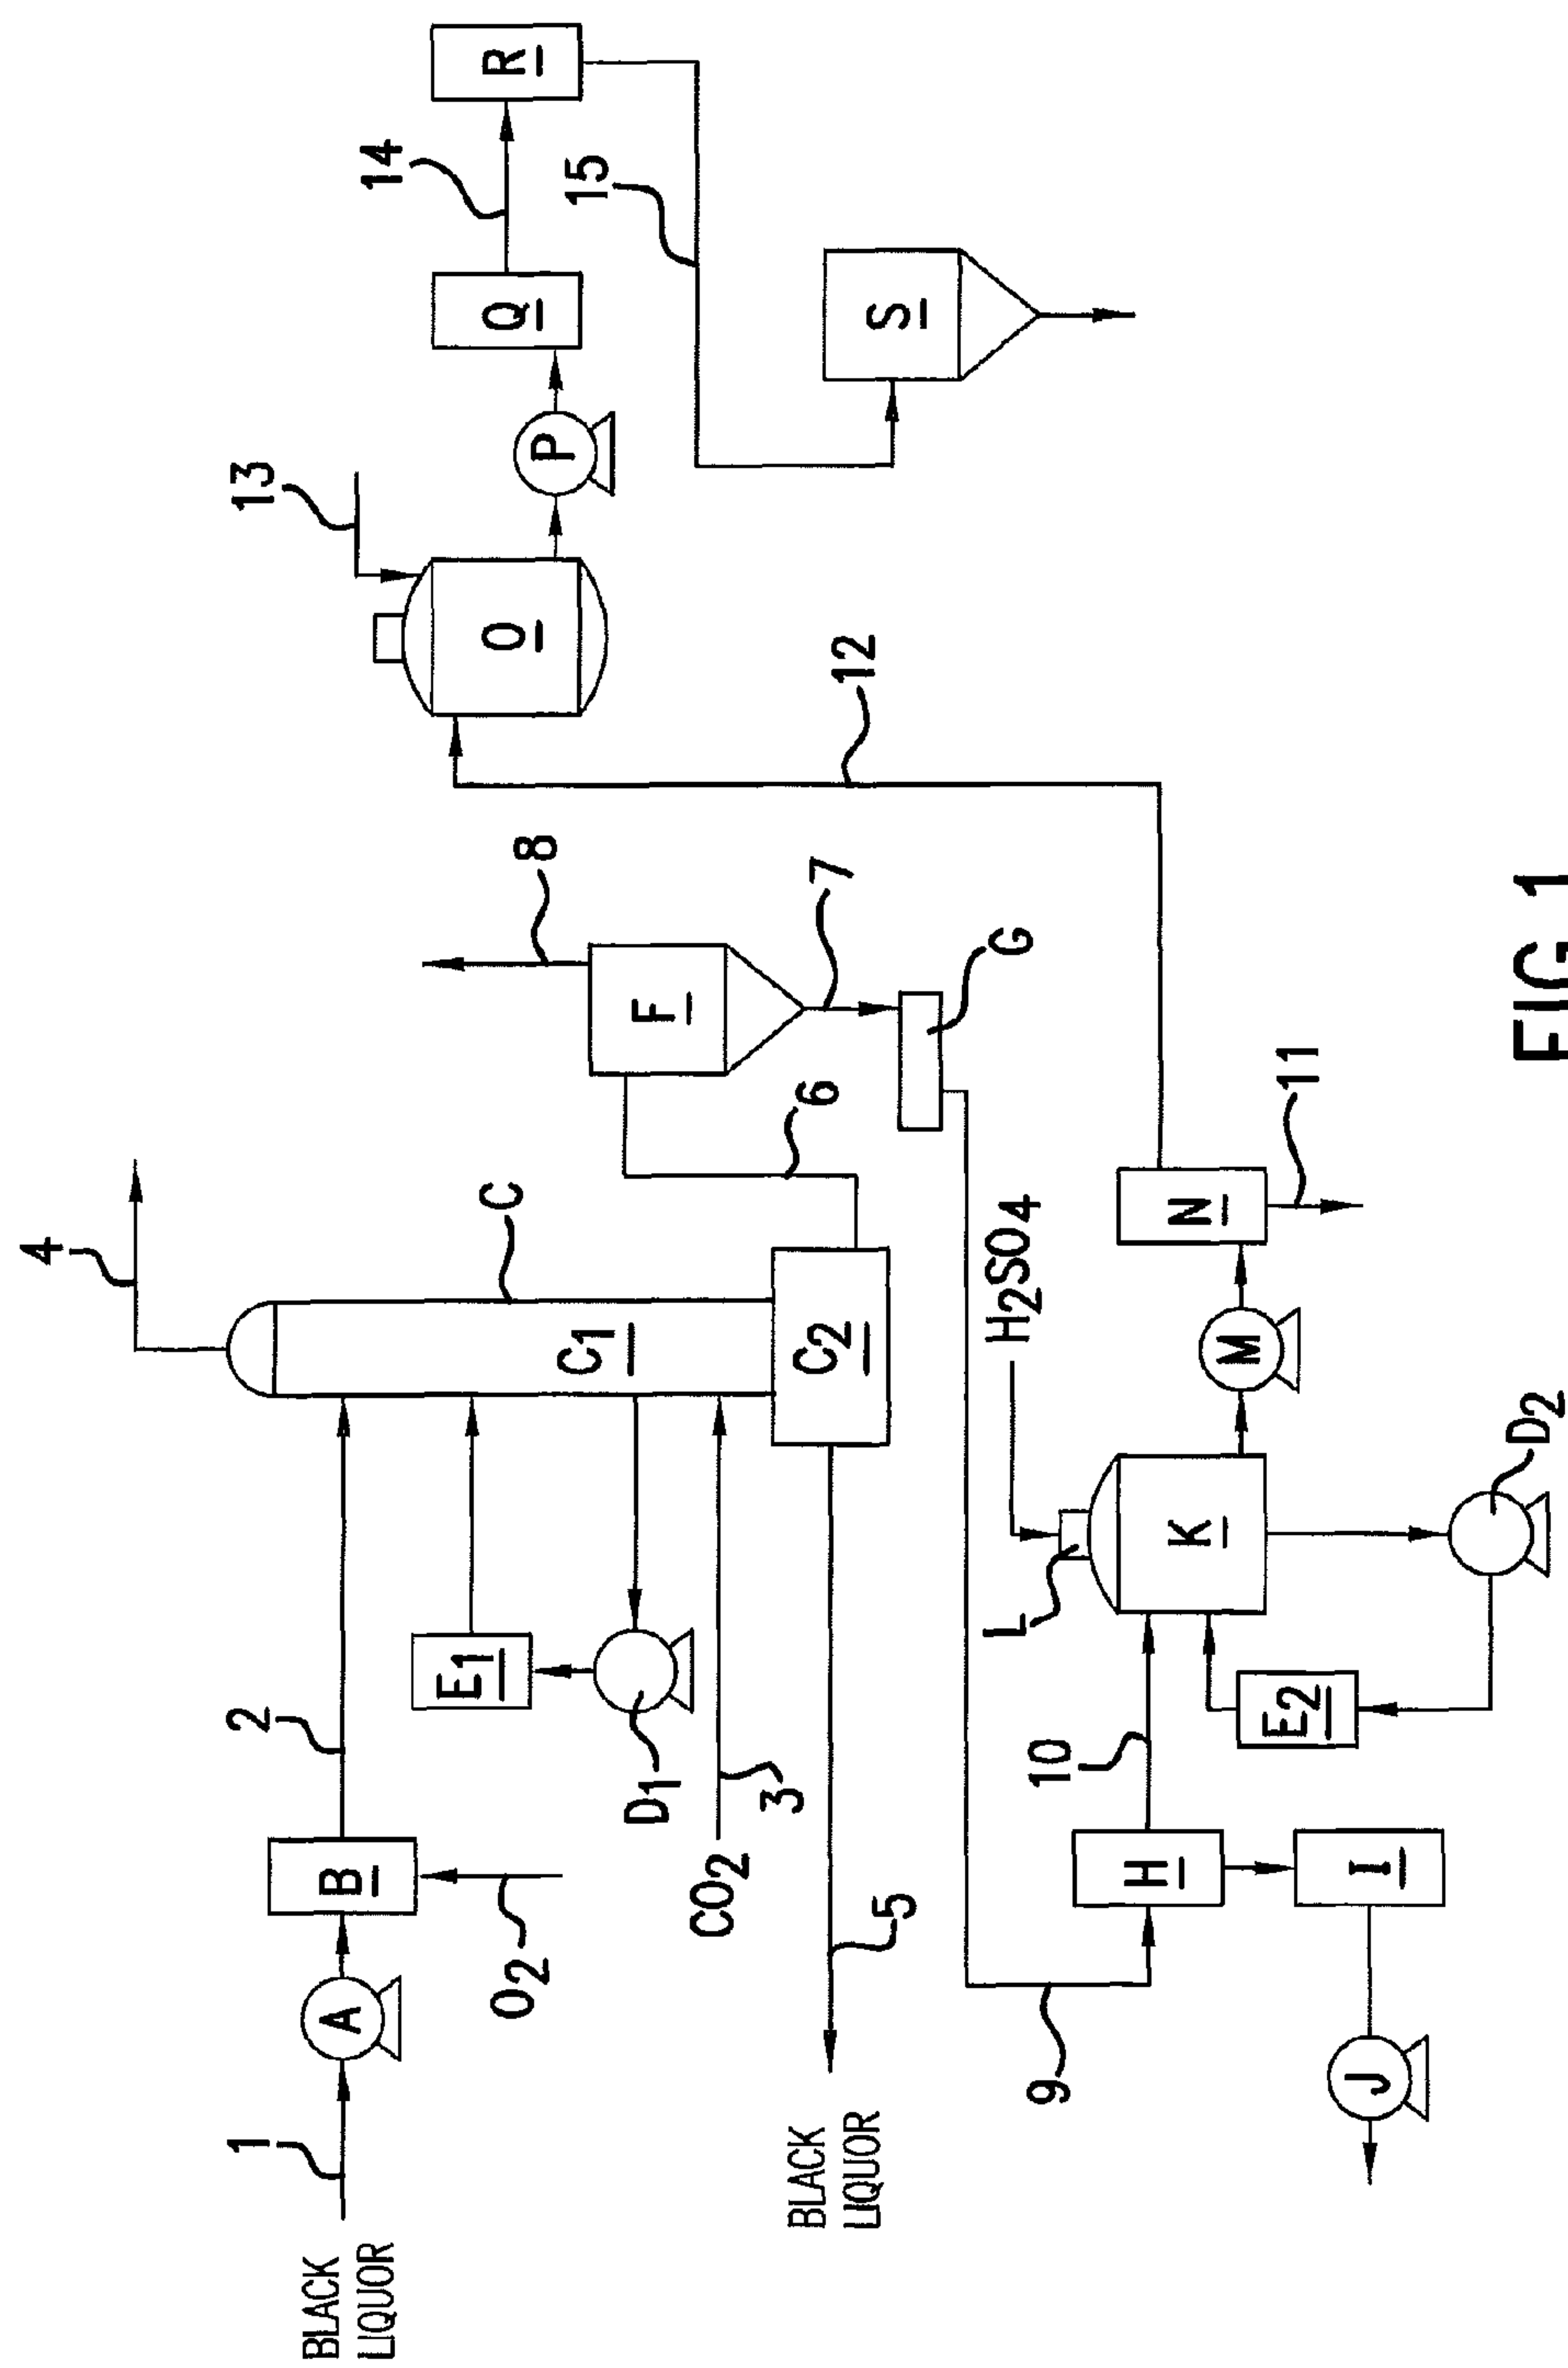 BLACK
LIQUOR
1
A
B
O2
2
4
C
C1
C2
E1
D1
CO2
3
5
BLACK
LIQUOR
6
F
8
7
G
9
H
I
J
10
H2SO4
L
K
E2
D2
M
N
11
12
13
O
P
Q
14
R
15
S
FIG 1